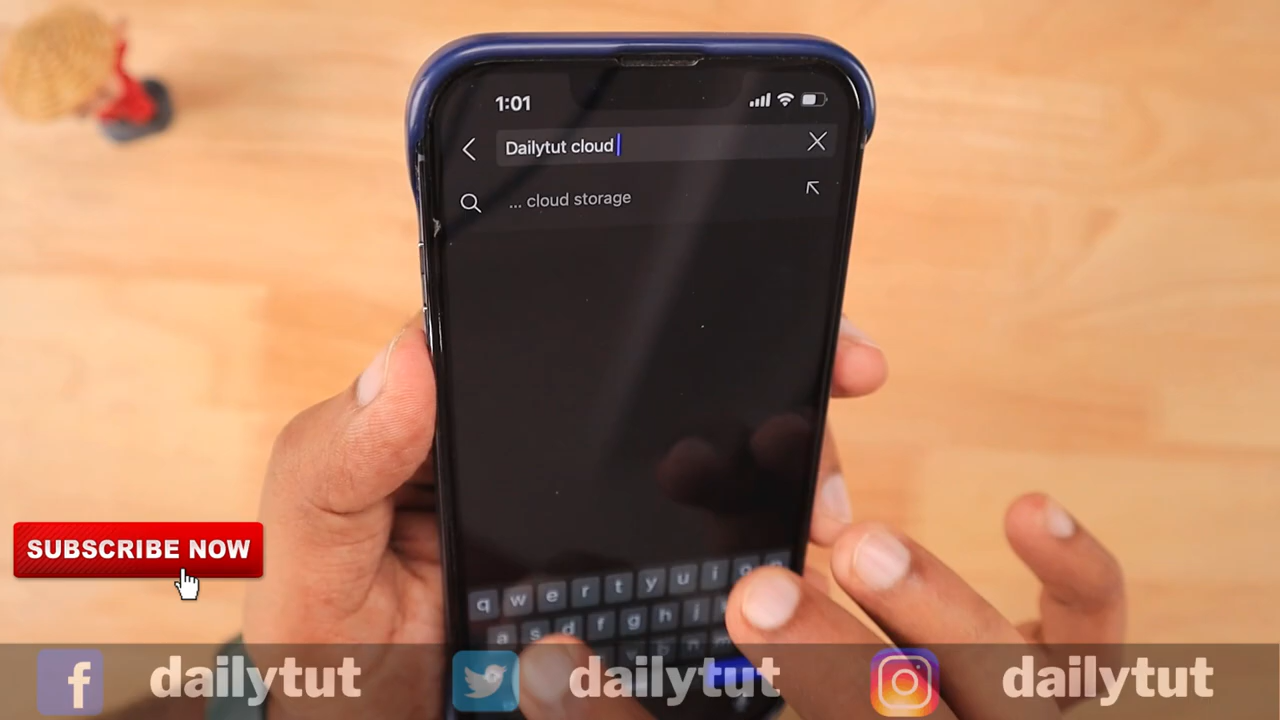 1:01
Dailytut cloud
... cloud storage
SUBSCRIBE NOW
q w e r t y u i o
a s d f g h j
dailytut dailytut dailytut